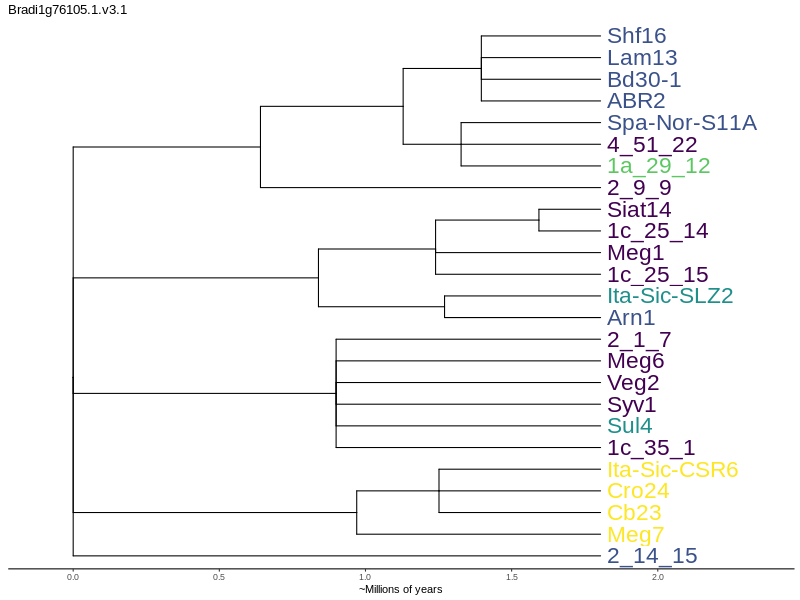 Bradi1g76105.1.v3.1
Shf16
Lam13
Bd30-1
ABR2
Spa-Nor-S11A
4_51_22
1a_29_12
2_9_9
Siat14
1c_25_14
Meg1
1c_25_15
Ita-Sic-SLZ2
Arn1
2_1_7
Meg6
Veg2
Syv1
Sul4
1c_35_1
Ita-Sic-CSR6
Cro24
Cb23
Meg7
2_14_15
0.0 0.5 1.0 1.5 2.0
~Millions of years